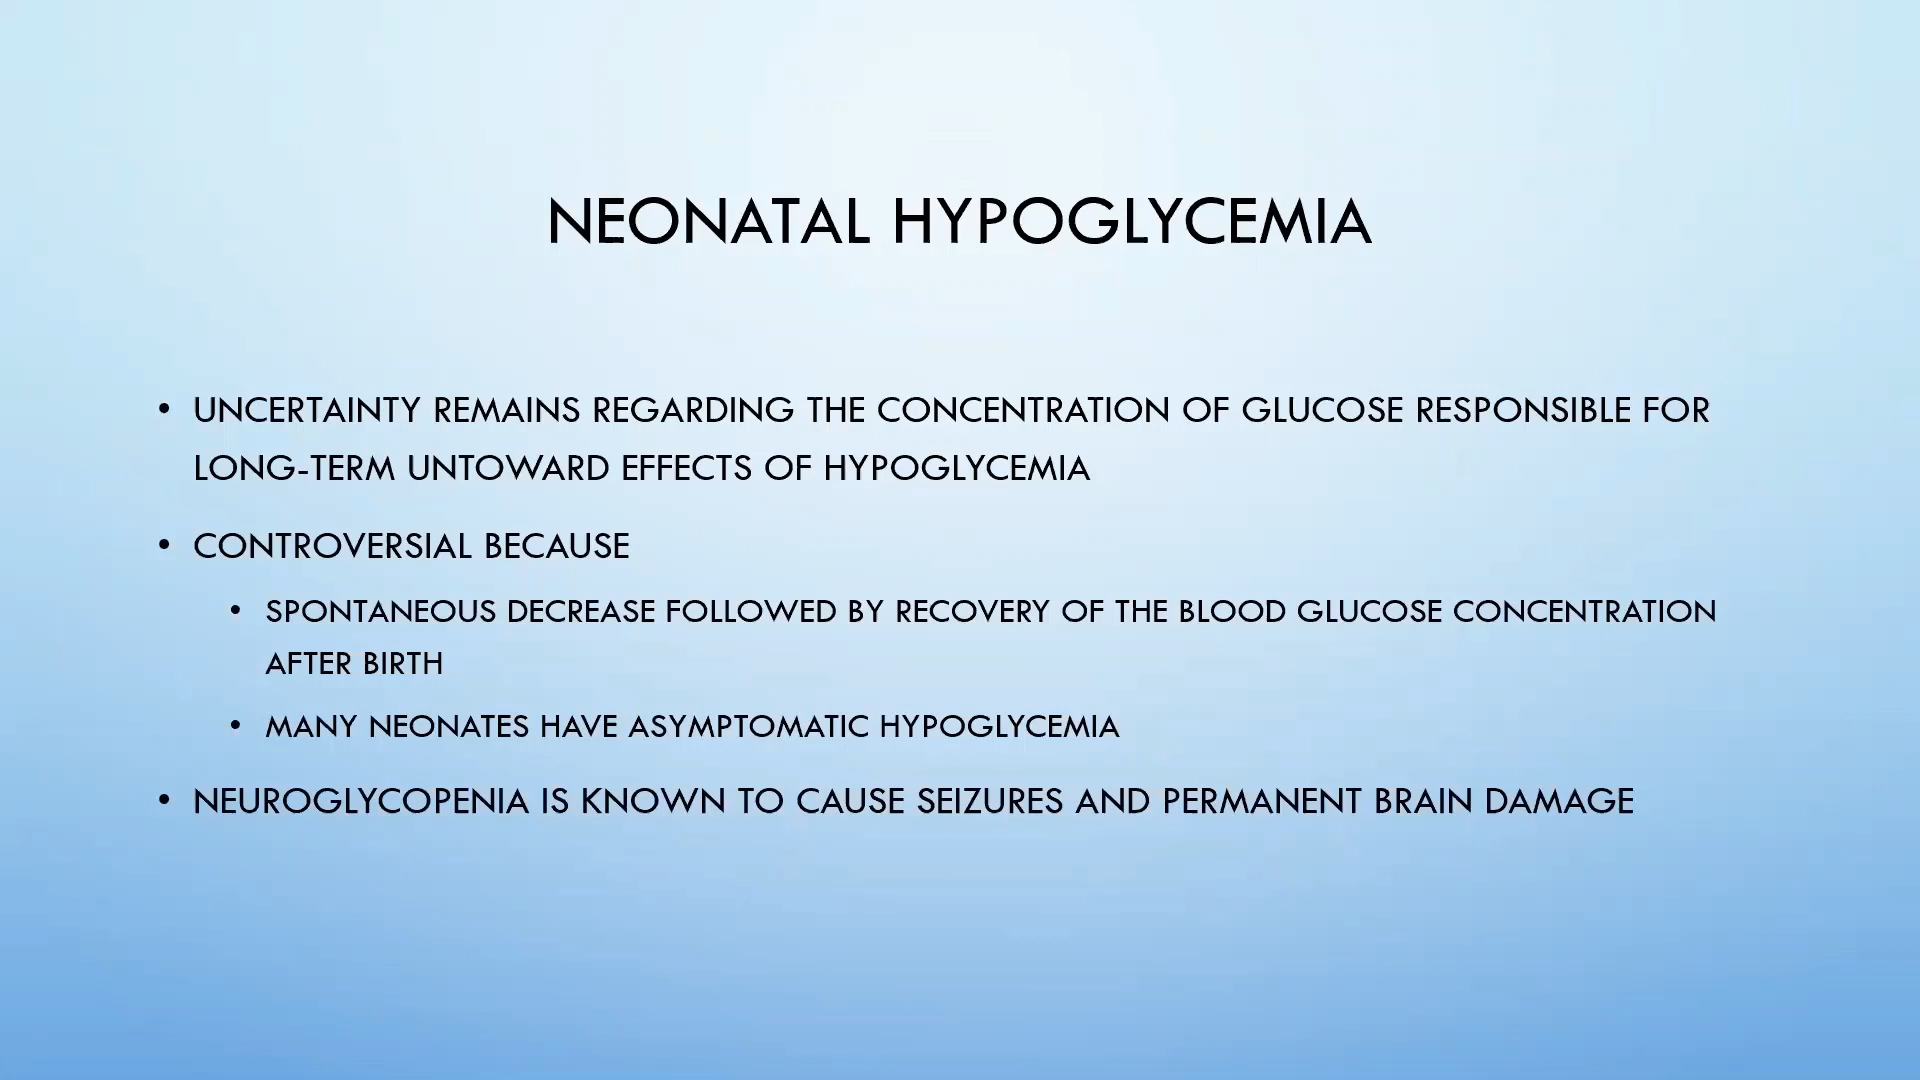 NEONATAL HYPOGLYCEMIA
• UNCERTAINTY REMAINS REGARDING THE CONCENTRATION OF GLUCOSE RESPONSIBLE FOR
LONG-TERM UNTOWARD EFFECTS OF HYPOGLYCEMIA
• CONTROVERSIAL BECAUSE
• SPONTANEOUS DECREASE FOLLOWED BY RECOVERY OF THE BLOOD GLUCOSE CONCENTRATION
AFTER BIRTH
• MANY NEONATES HAVE ASYMPTOMATIC HYPOGLYCEMIA
• NEUROGLYCOPENIA IS KNOWN TO CAUSE SEIZURES AND PERMANENT BRAIN DAMAGE